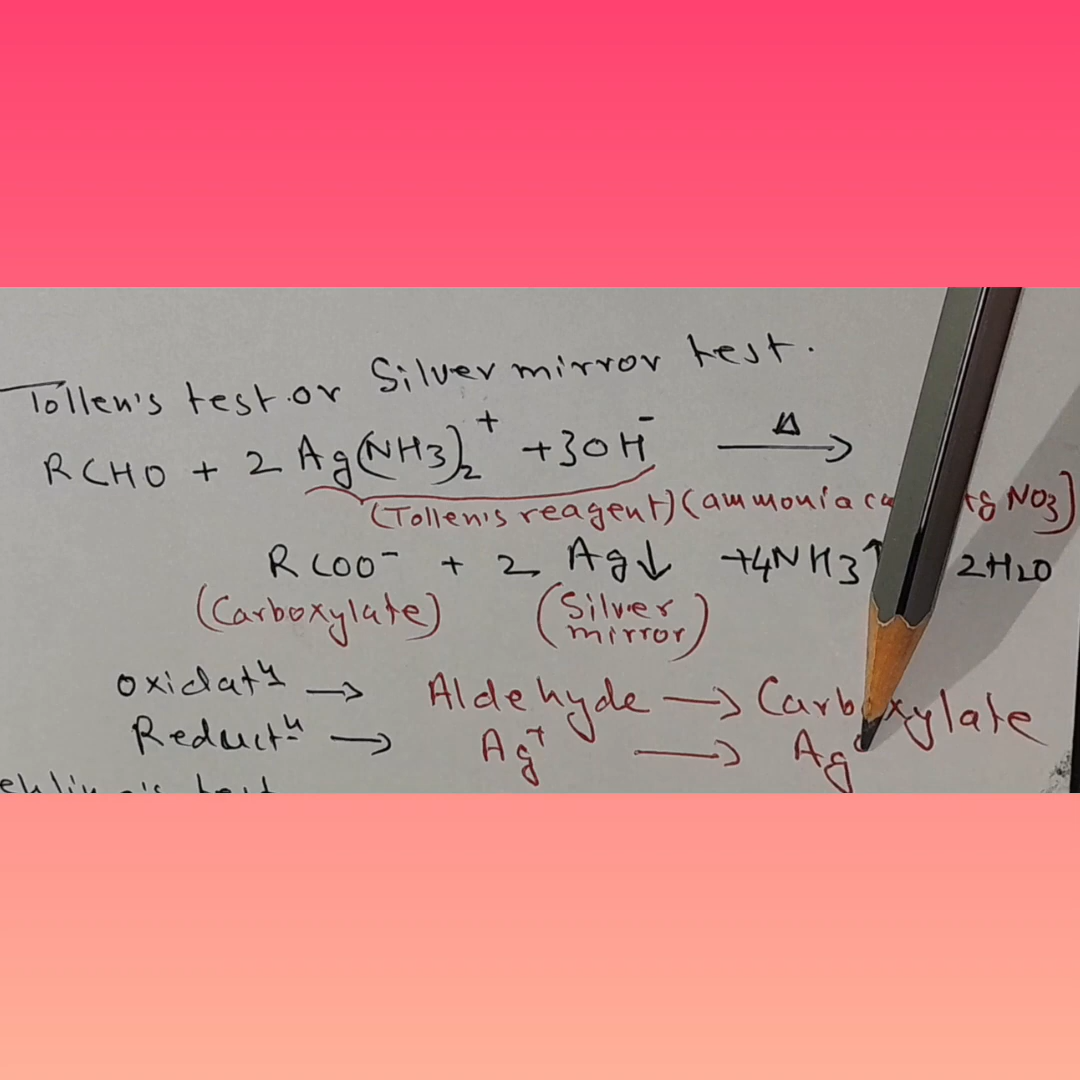 Tollen's test or Silver mirror test.
RCHO + 2 Ag(NH3)2+ + 3OH- Δ→
(Tollen's reagent) (ammonia NO3]
RCOO- + 2 Ag↓ +4NH3↑ 2H2O
(Carboxylate) (Silver mirror)
oxidatn → Aldehyde → Carboxylate
Reductn → Ag+ → Ag